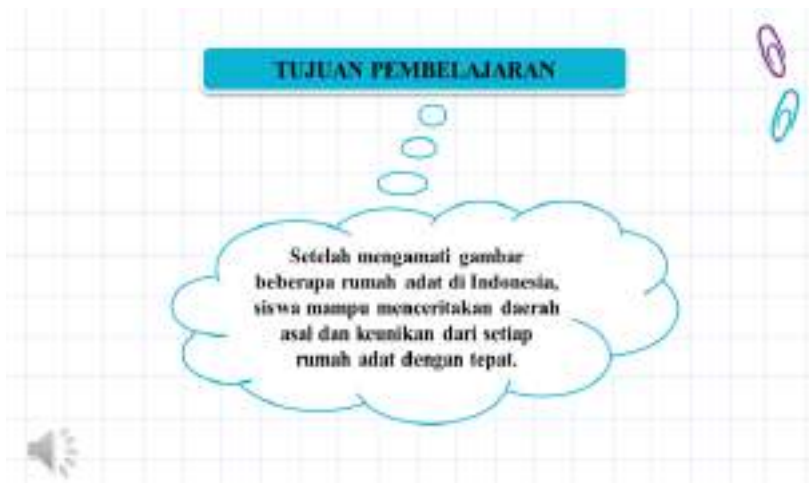 TUJUAN PEMBELAJARAN
Setelah mengamati gambar
beberapa rumah adat di Indonesia,
siswa mampu menceritakan daerah
asal dan keunikan dari setiap
rumah adat dengan tepat.